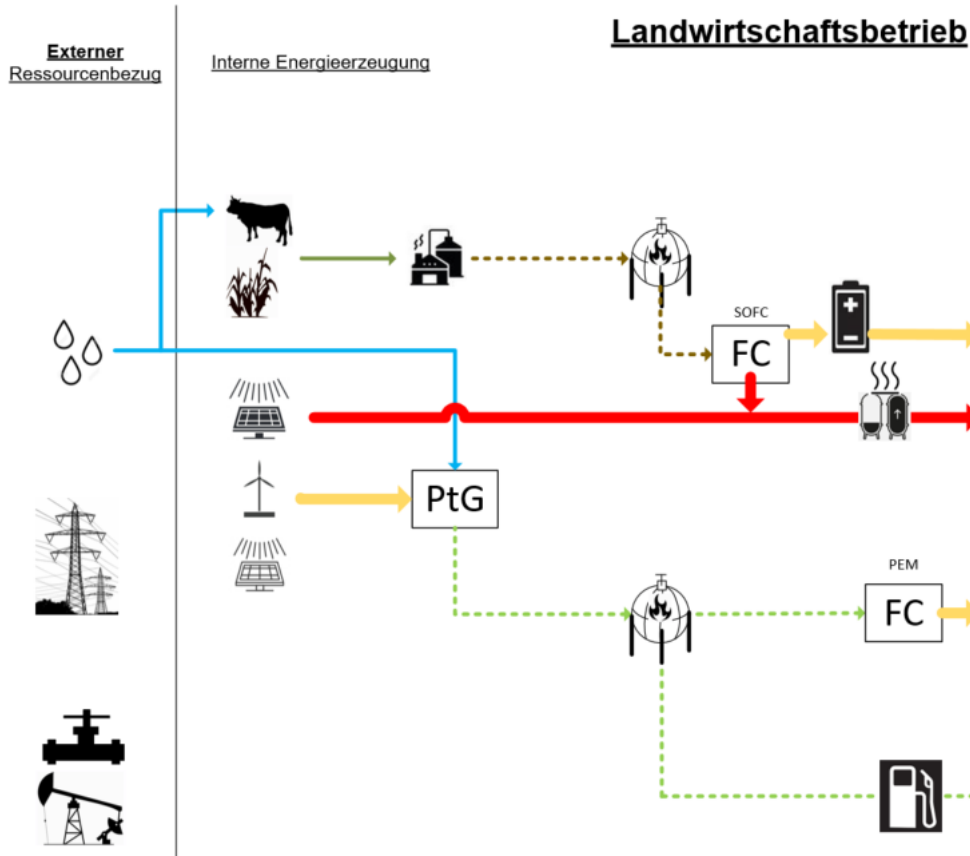 Landwirtschaftsbetrieb
Externer
Ressourcenbezug
Interne Energieerzeugung
SOFC
FC
PtG
PEM
FC